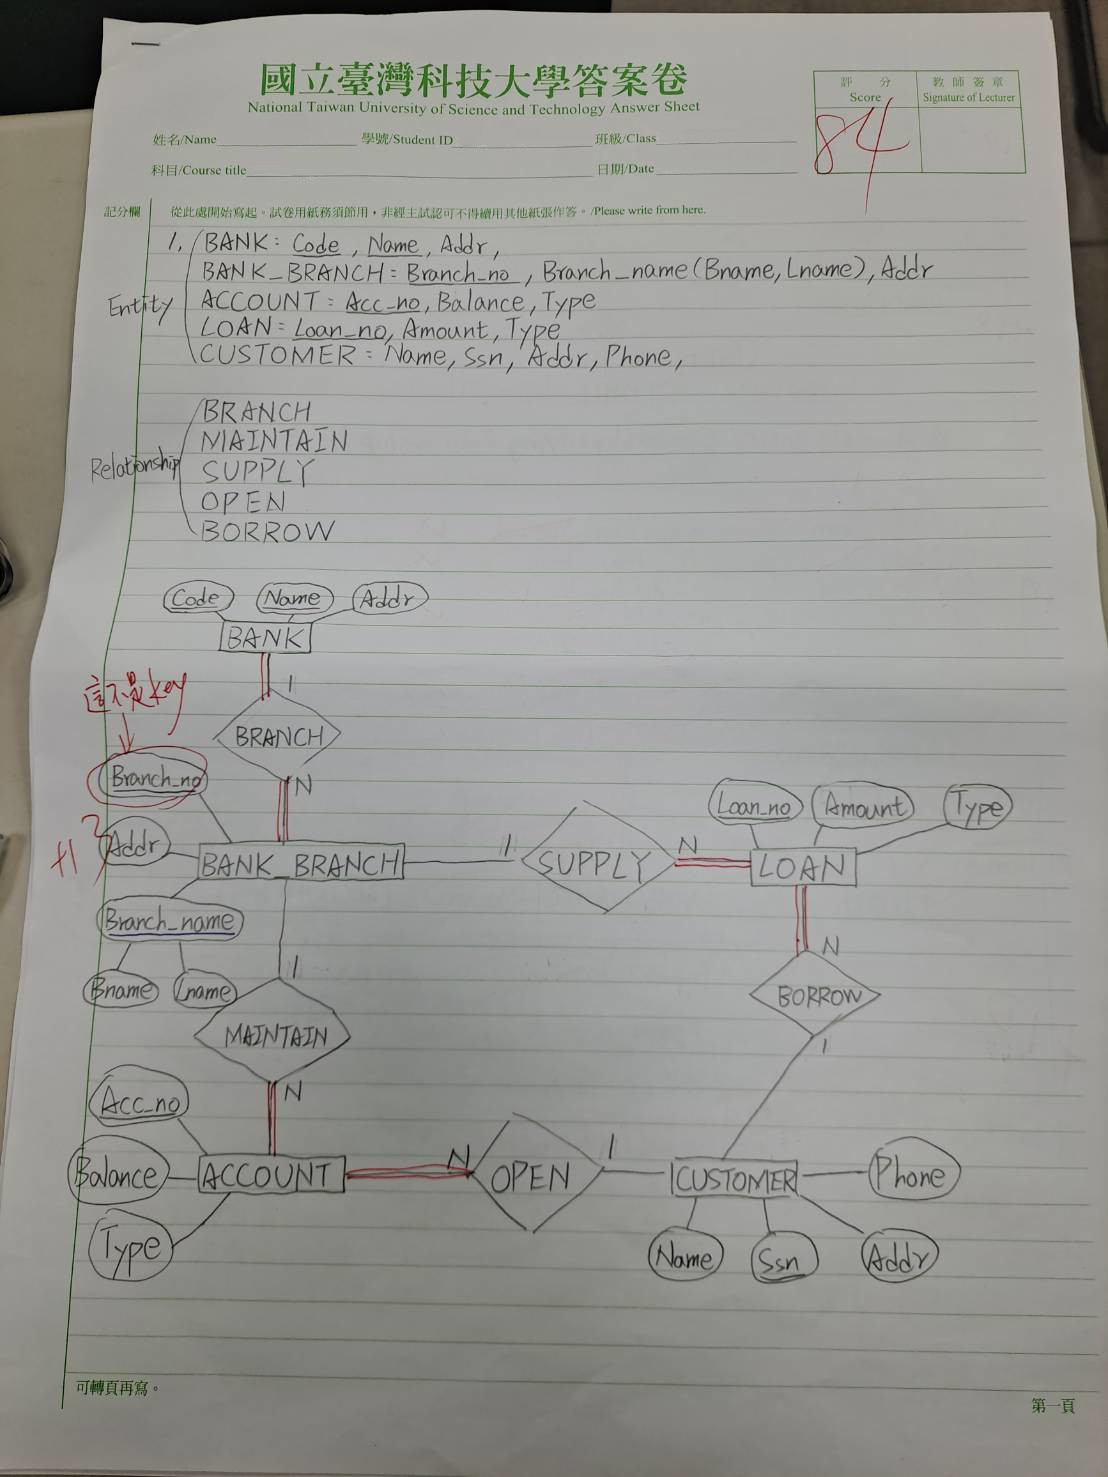 國立臺灣科技大學答案卷
National Taiwan University of Science and Technology Answer Sheet
評 分
Score
教 師 簽 章
Signature of Lecturer
84
姓名/Name 學號/Student ID 班級/Class
科目/Course title 日期/Date
記分欄 從此處開始寫起。試卷用紙務須節用,非經主試認可不得續用其他紙張作答。/Please write from here.
1.
Entity
BANK: Code, Name, Addr,
BANK_BRANCH: Branch_no, Branch_name(Bname, Lname), Addr
ACCOUNT: Acc_no, Balance, Type
LOAN: Loan_no, Amount, Type
CUSTOMER: Name, Ssn, Addr, Phone,
Relationship
BRANCH
MAINTAIN
SUPPLY
OPEN
BORROW
Code Name Addr
BANK
這不是key
1
BRANCH
Branch_no
N
Loan_no Amount Type
Addr
BANK_BRANCH 1 SUPPLY N LOAN
Branch_name
N
Bname Lname
1
BORROW
MAINTAIN
1
N
Acc_no
Balance ACCOUNT N OPEN 1 CUSTOMER Phone
Type
Name Ssn Addr
可轉頁再寫。
第一頁